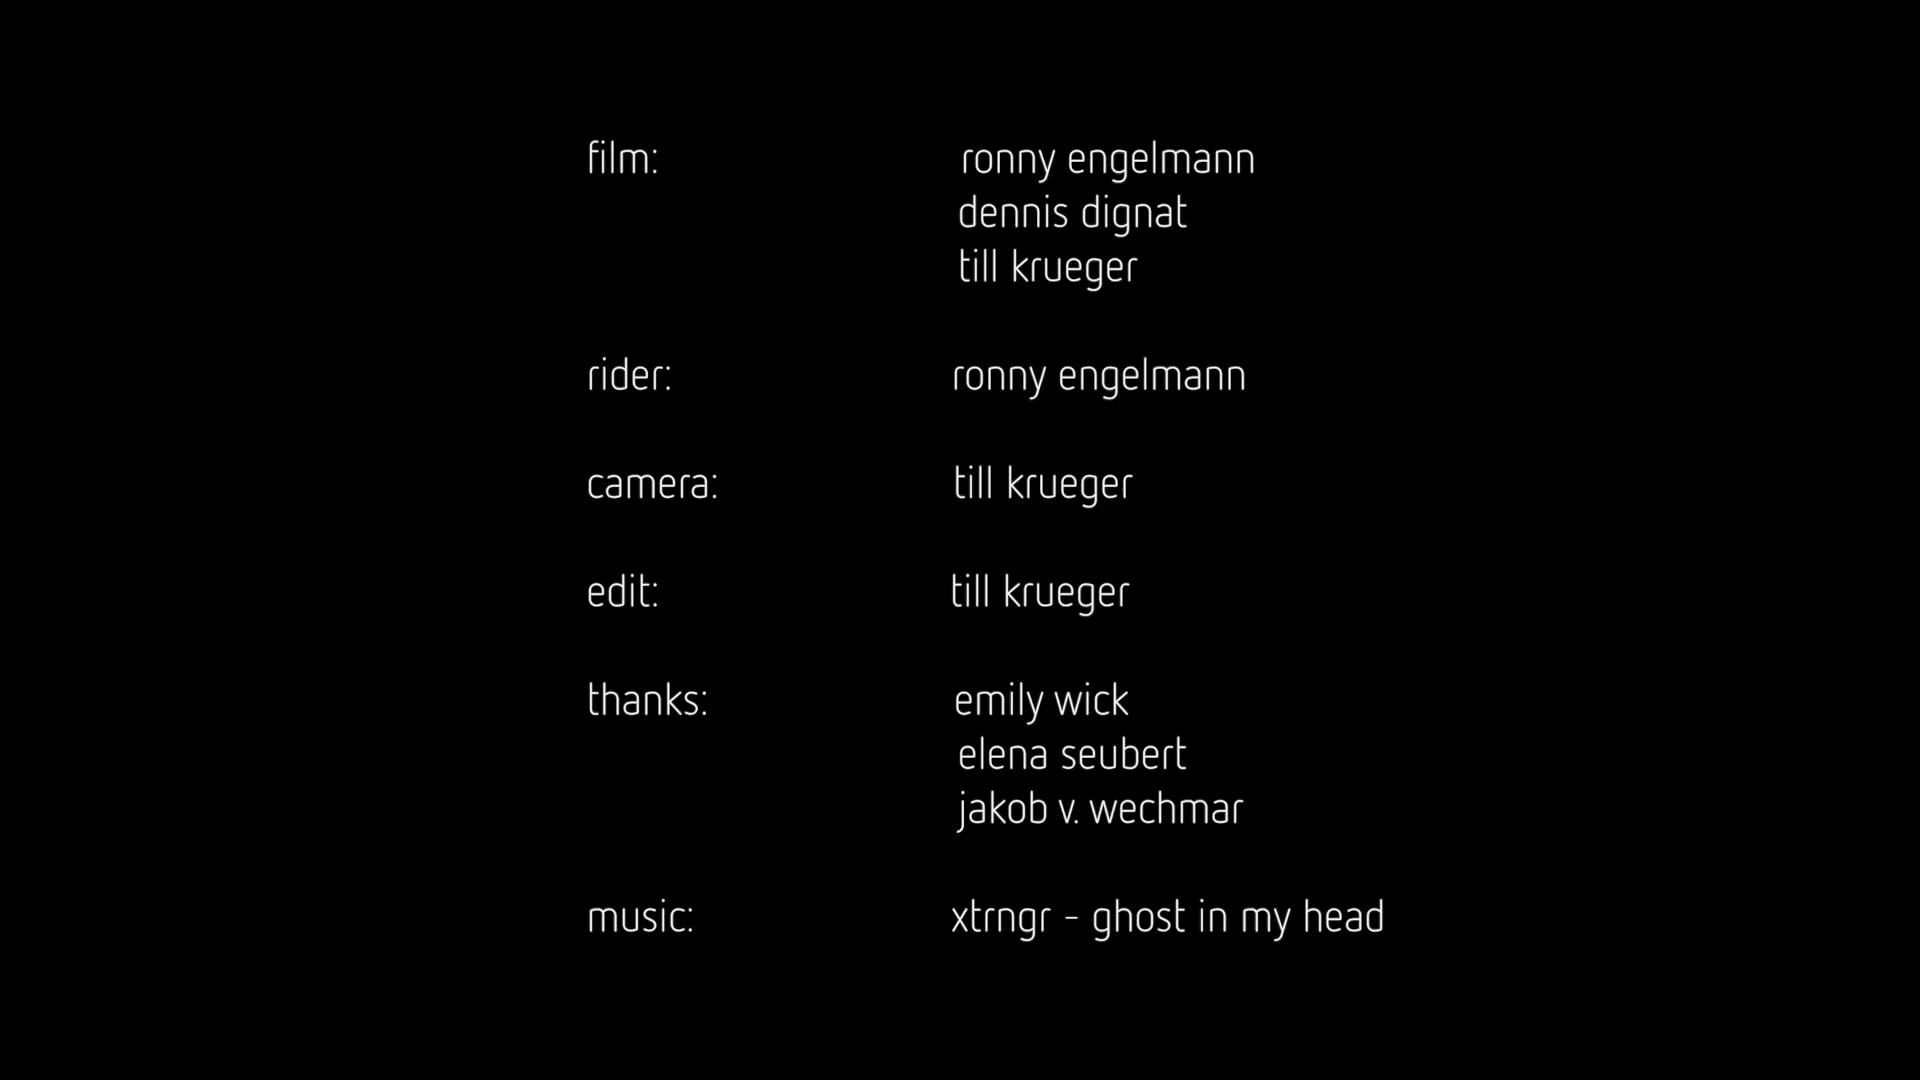 film: ronny engelmann
dennis dignat
till krueger
rider: ronny engelmann
camera: till krueger
edit: till krueger
thanks: emily wick
elena seubert
jakob v. wechmar
music: xtrngr - ghost in my head